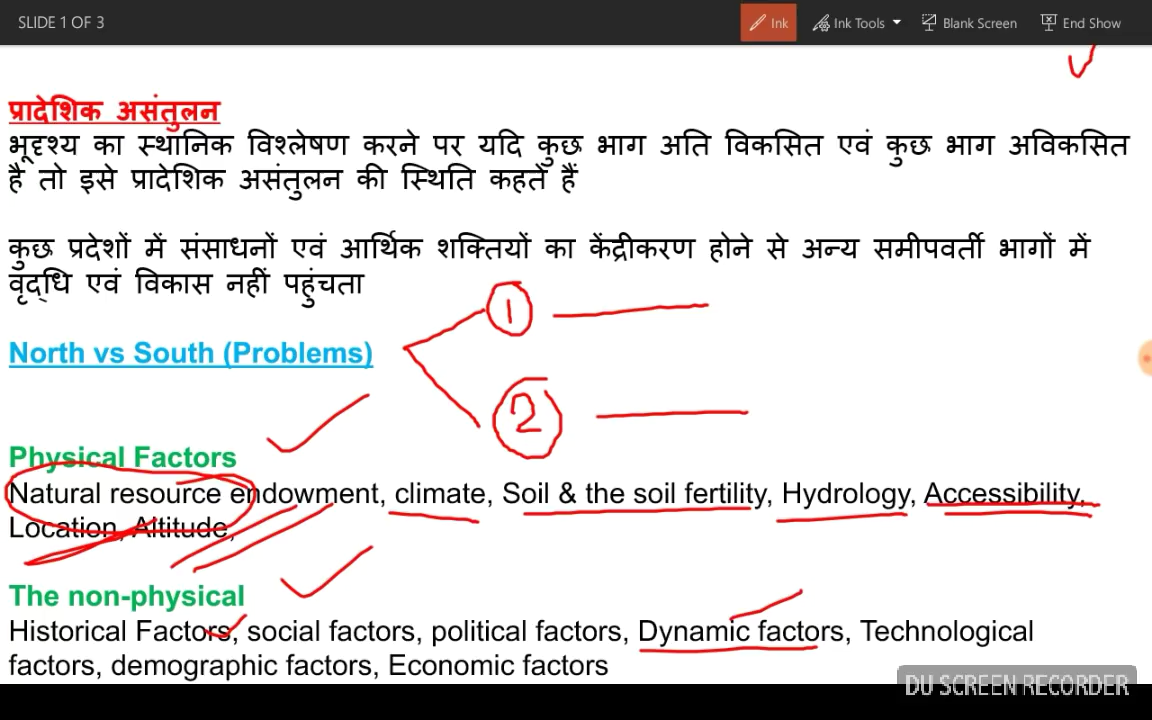 SLIDE 1 OF 3
Ink
Ink Tools
Blank Screen
End Show
प्रादेशिक असंतुलन
भूदृश्य का स्थानिक विश्लेषण करने पर यदि कुछ भाग अति विकसित एवं कुछ भाग अविकसित
है तो इसे प्रादेशिक असंतुलन की स्थिति कहते हैं
कुछ प्रदेशों में संसाधनों एवं आर्थिक शक्तियों का केंद्रीकरण होने से अन्य समीपवर्ती भागों में
वृद्धि एवं विकास नहीं पहुंचता
1
North vs South (Problems)
2
Physical Factors
Natural resource endowment, climate, Soil & the soil fertility, Hydrology, Accessibility,
Location, Altitude,
The non-physical
Historical Factors, social factors, political factors, Dynamic factors, Technological
factors, demographic factors, Economic factors
DU SCREEN RECORDER